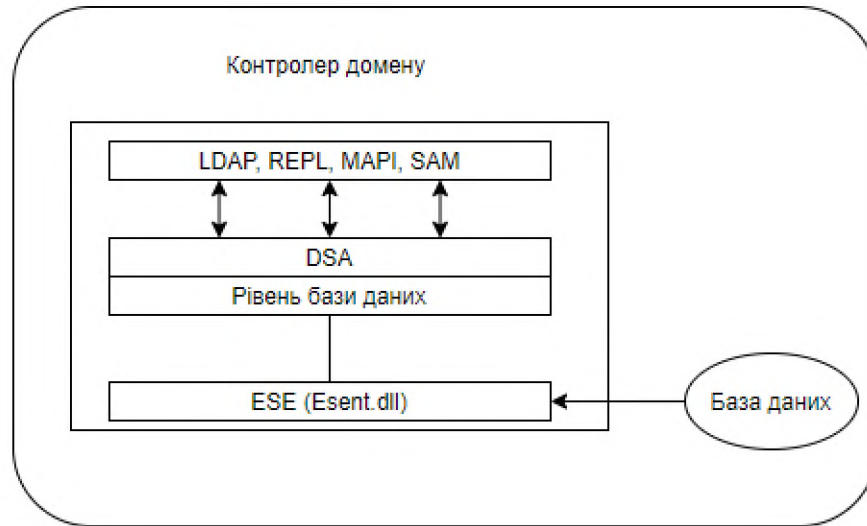 Контролер домену
LDAP, REPL, MAPI, SAM
DSA
Рівень бази даних
ESE (Esent.dll)
База даних